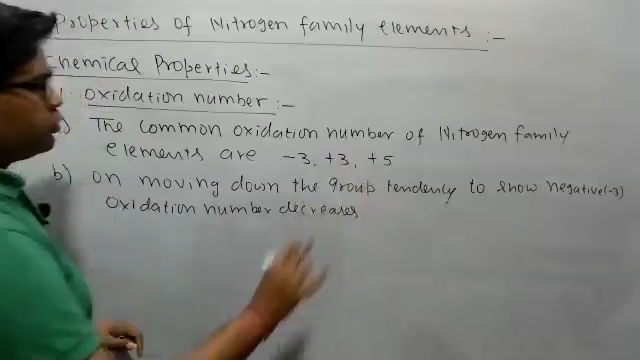 Properties of Nitrogen family elements :-
Chemical Properties:-
1. oxidation number :-
a) The common oxidation number of Nitrogen family
elements are -3, +3, +5
b) on moving down the group tendency to show negative(-3)
oxidation number decreases